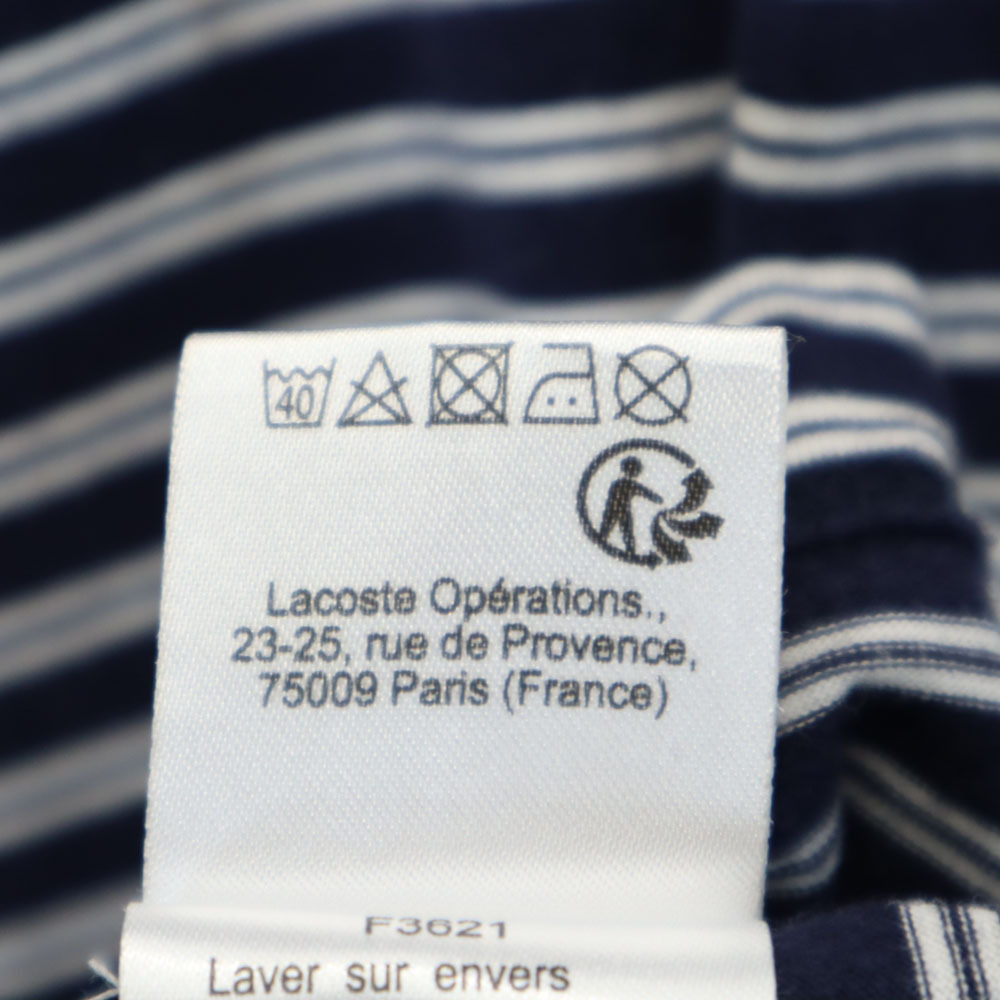 40
Lacoste Opérations.,
23-25, rue de Provence,
75009 Paris (France)
F3621
Laver sur envers